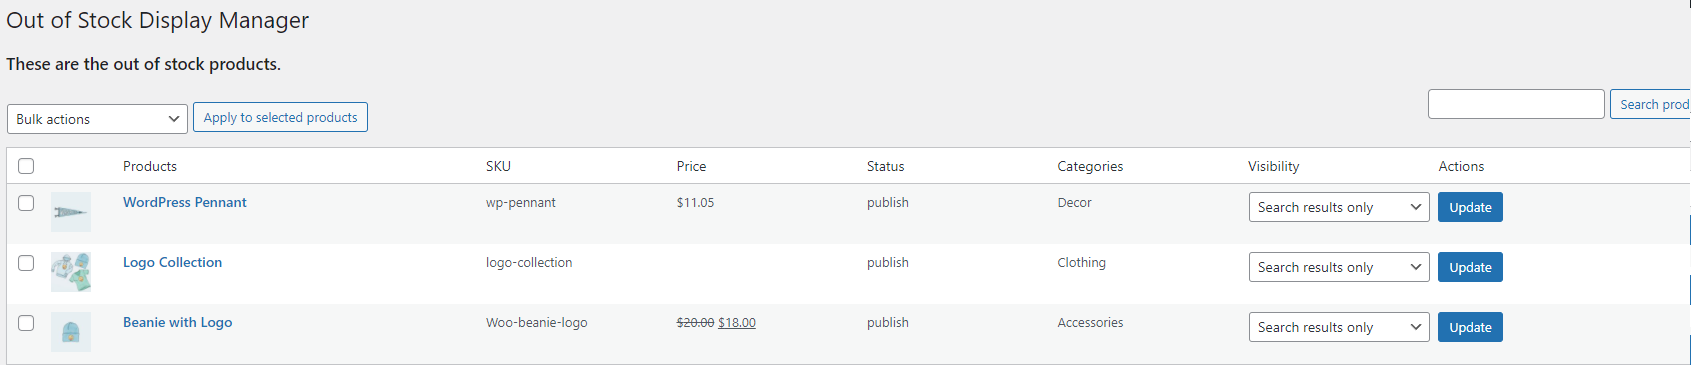 Out of Stock Display Manager
These are the out of stock products.
Bulk actions Apply to selected products Search prod
Products SKU Price Status Categories Visibility Actions
WordPress Pennant wp-pennant $11.05 publish Decor Search results only Update
Logo Collection logo-collection publish Clothing Search results only Update
Beanie with Logo Woo-beanie-logo $20.00 $18.00 publish Accessories Search results only Update